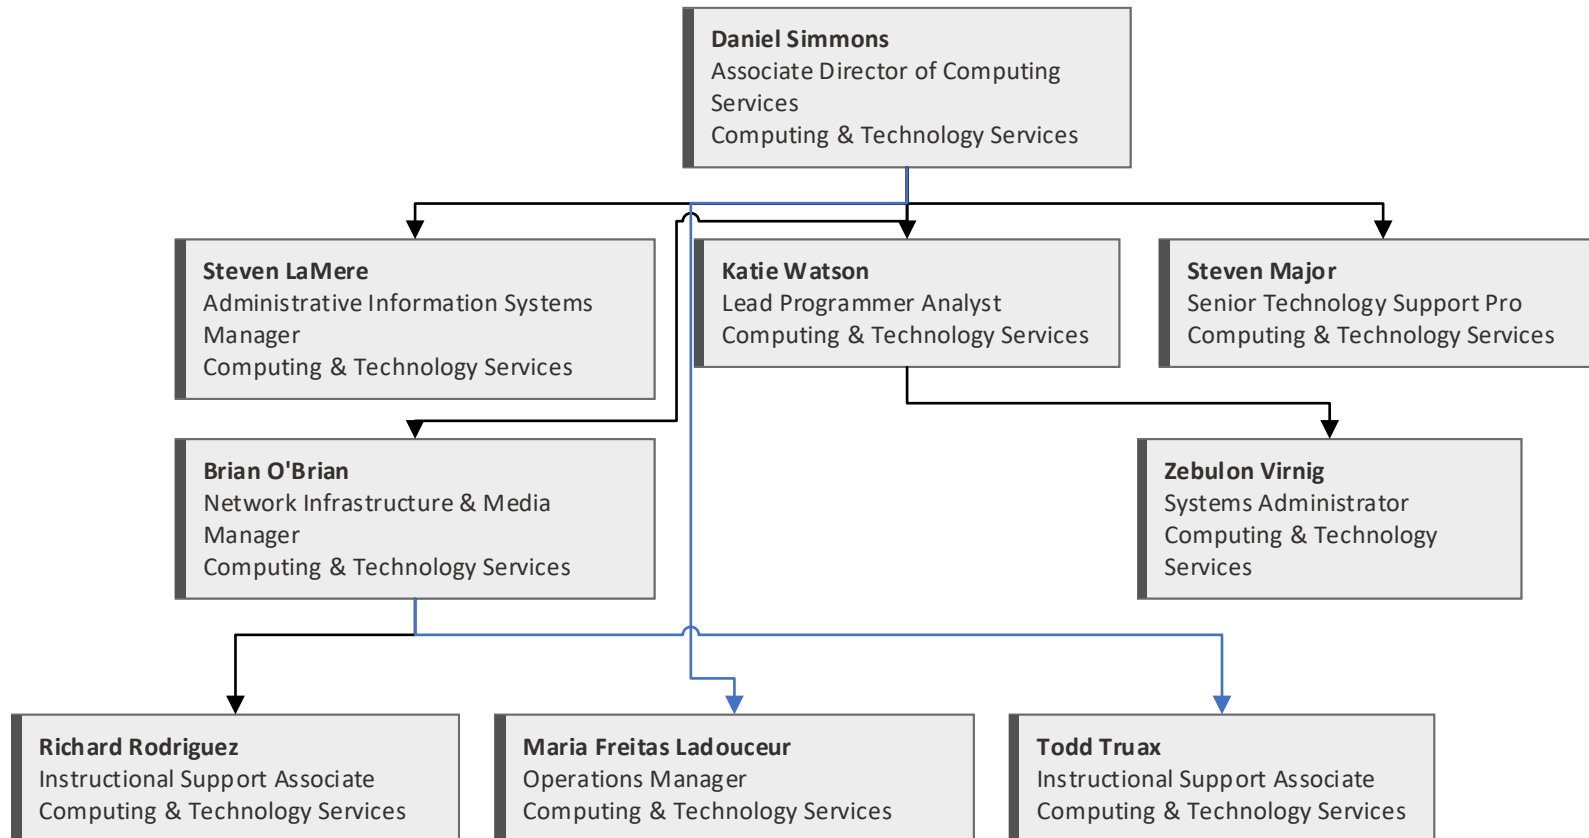 Daniel Simmons
Associate Director of Computing
Services
Computing & Technology Services
Steven LaMere
Administrative Information Systems
Manager
Computing & Technology Services
Katie Watson
Lead Programmer Analyst
Computing & Technology Services
Steven Major
Senior Technology Support Pro
Computing & Technology Services
Brian O'Brian
Network Infrastructure & Media
Manager
Computing & Technology Services
Zebulon Virnig
Systems Administrator
Computing & Technology
Services
Richard Rodriguez
Instructional Support Associate
Computing & Technology Services
Maria Freitas Ladouceur
Operations Manager
Computing & Technology Services
Todd Truax
Instructional Support Associate
Computing & Technology Services